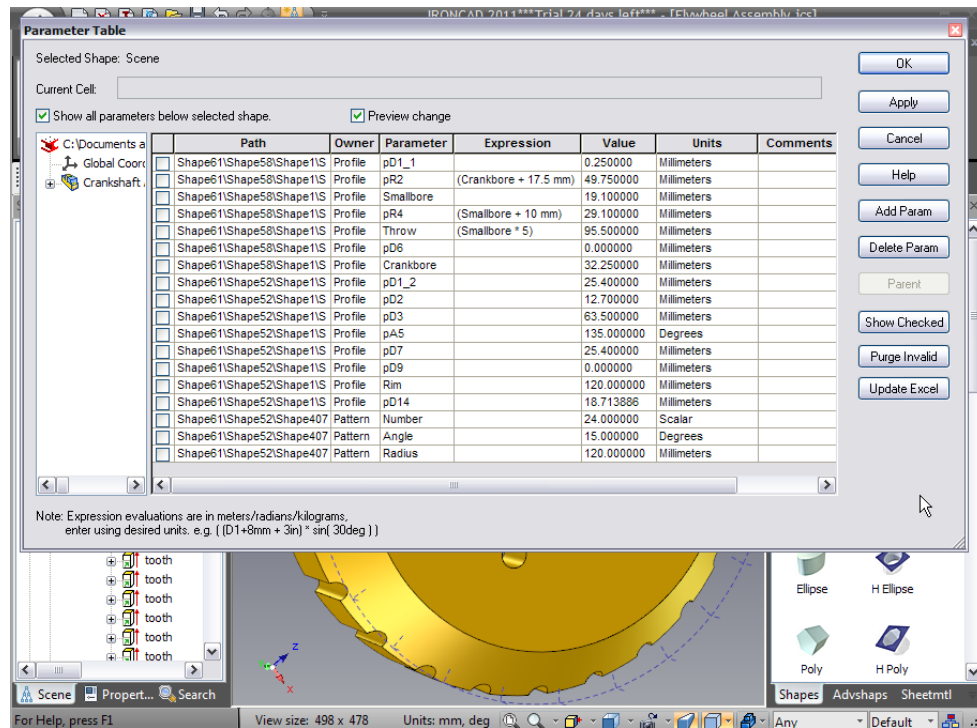 IRONCAD 2011***Trial 24 days left*** - [Flywheel Assembly.ics]
Parameter Table
Selected Shape: Scene
OK
Current Cell:
Apply
Show all parameters below selected shape. Preview change
Cancel
Help
Add Param
Delete Param
Parent
Show Checked
Purge Invalid
Update Excel
C:\Documents a
Global Coord
Crankshaft
Path Owner Parameter Expression Value Units Comments
Shape61\Shape58\Shape1\S Profile pD1_1 0.250000 Millimeters
Shape61\Shape58\Shape1\S Profile pR2 (Crankbore + 17.5 mm) 49.750000 Millimeters
Shape61\Shape58\Shape1\S Profile Smallbore 19.100000 Millimeters
Shape61\Shape58\Shape1\S Profile pR4 (Smallbore + 10 mm) 29.100000 Millimeters
Shape61\Shape58\Shape1\S Profile Throw (Smallbore * 5) 95.500000 Millimeters
Shape61\Shape58\Shape1\S Profile pD6 0.000000 Millimeters
Shape61\Shape58\Shape1\S Profile Crankbore 32.250000 Millimeters
Shape61\Shape52\Shape1\S Profile pD1_2 25.400000 Millimeters
Shape61\Shape52\Shape1\S Profile pD2 12.700000 Millimeters
Shape61\Shape52\Shape1\S Profile pD3 63.500000 Millimeters
Shape61\Shape52\Shape1\S Profile pA5 135.000000 Degrees
Shape61\Shape52\Shape1\S Profile pD7 25.400000 Millimeters
Shape61\Shape52\Shape1\S Profile pD9 0.000000 Millimeters
Shape61\Shape52\Shape1\S Profile Rim 120.000000 Millimeters
Shape61\Shape52\Shape1\S Profile pD14 18.713886 Millimeters
Shape61\Shape52\Shape407 Pattern Number 24.000000 Scalar
Shape61\Shape52\Shape407 Pattern Angle 15.000000 Degrees
Shape61\Shape52\Shape407 Pattern Radius 120.000000 Millimeters
Note: Expression evaluations are in meters/radians/kilograms,
enter using desired units. e.g. ( (D1+8mm + 3in) * sin( 30deg ) )
tooth
tooth
tooth
tooth
tooth
tooth
z
x
Ellipse H Ellipse
Poly H Poly
Scene Propert... Search
Shapes Advshaps Sheetmtl
For Help, press F1 View size: 498 x 478 Units: mm, deg Any Default